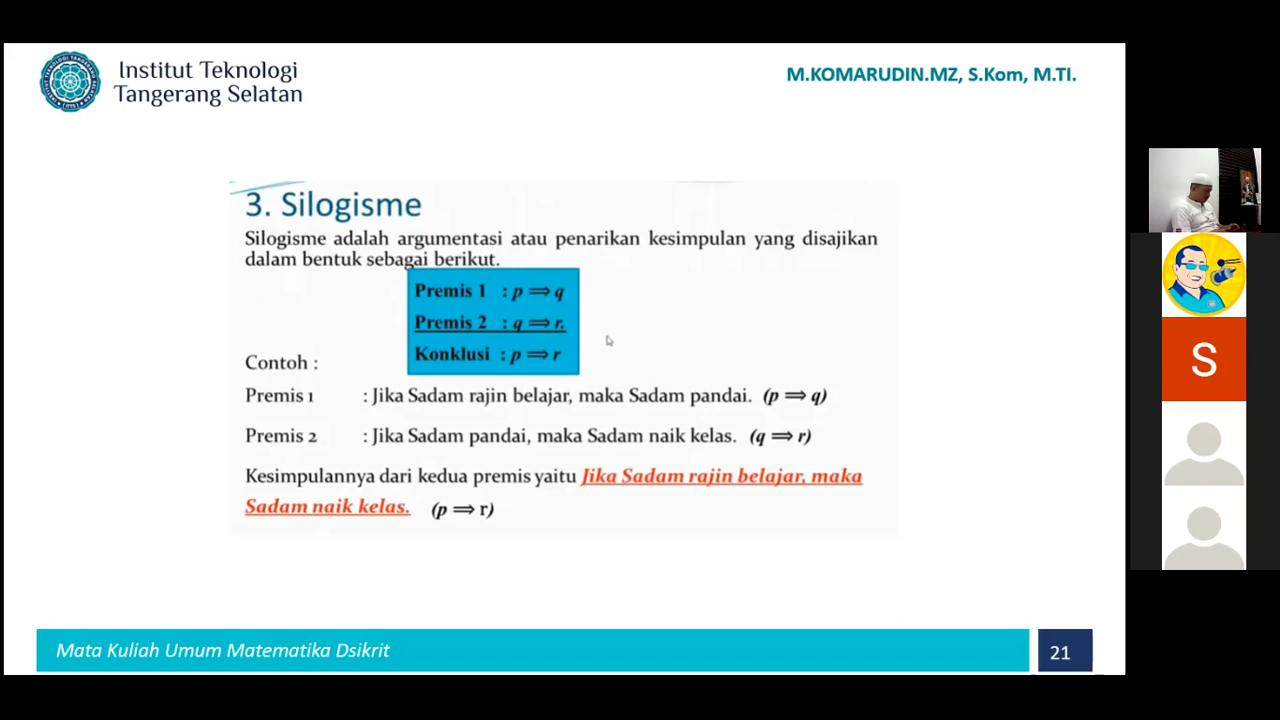 Institut Teknologi
Tangerang Selatan
M.KOMARUDIN.MZ, S.Kom, M.TI.
3. Silogisme
Silogisme adalah argumentasi atau penarikan kesimpulan yang disajikan
dalam bentuk sebagai berikut.
Premis 1 : p ⟹ q
Premis 2 : q ⟹ r.
Konklusi : p ⟹ r
Contoh :
Premis 1 : Jika Sadam rajin belajar, maka Sadam pandai. (p ⟹ q)
Premis 2 : Jika Sadam pandai, maka Sadam naik kelas. (q ⟹ r)
Kesimpulannya dari kedua premis yaitu Jika Sadam rajin belajar, maka
Sadam naik kelas. (p ⟹ r)
Mata Kuliah Umum Matematika Dsikrit
21
S